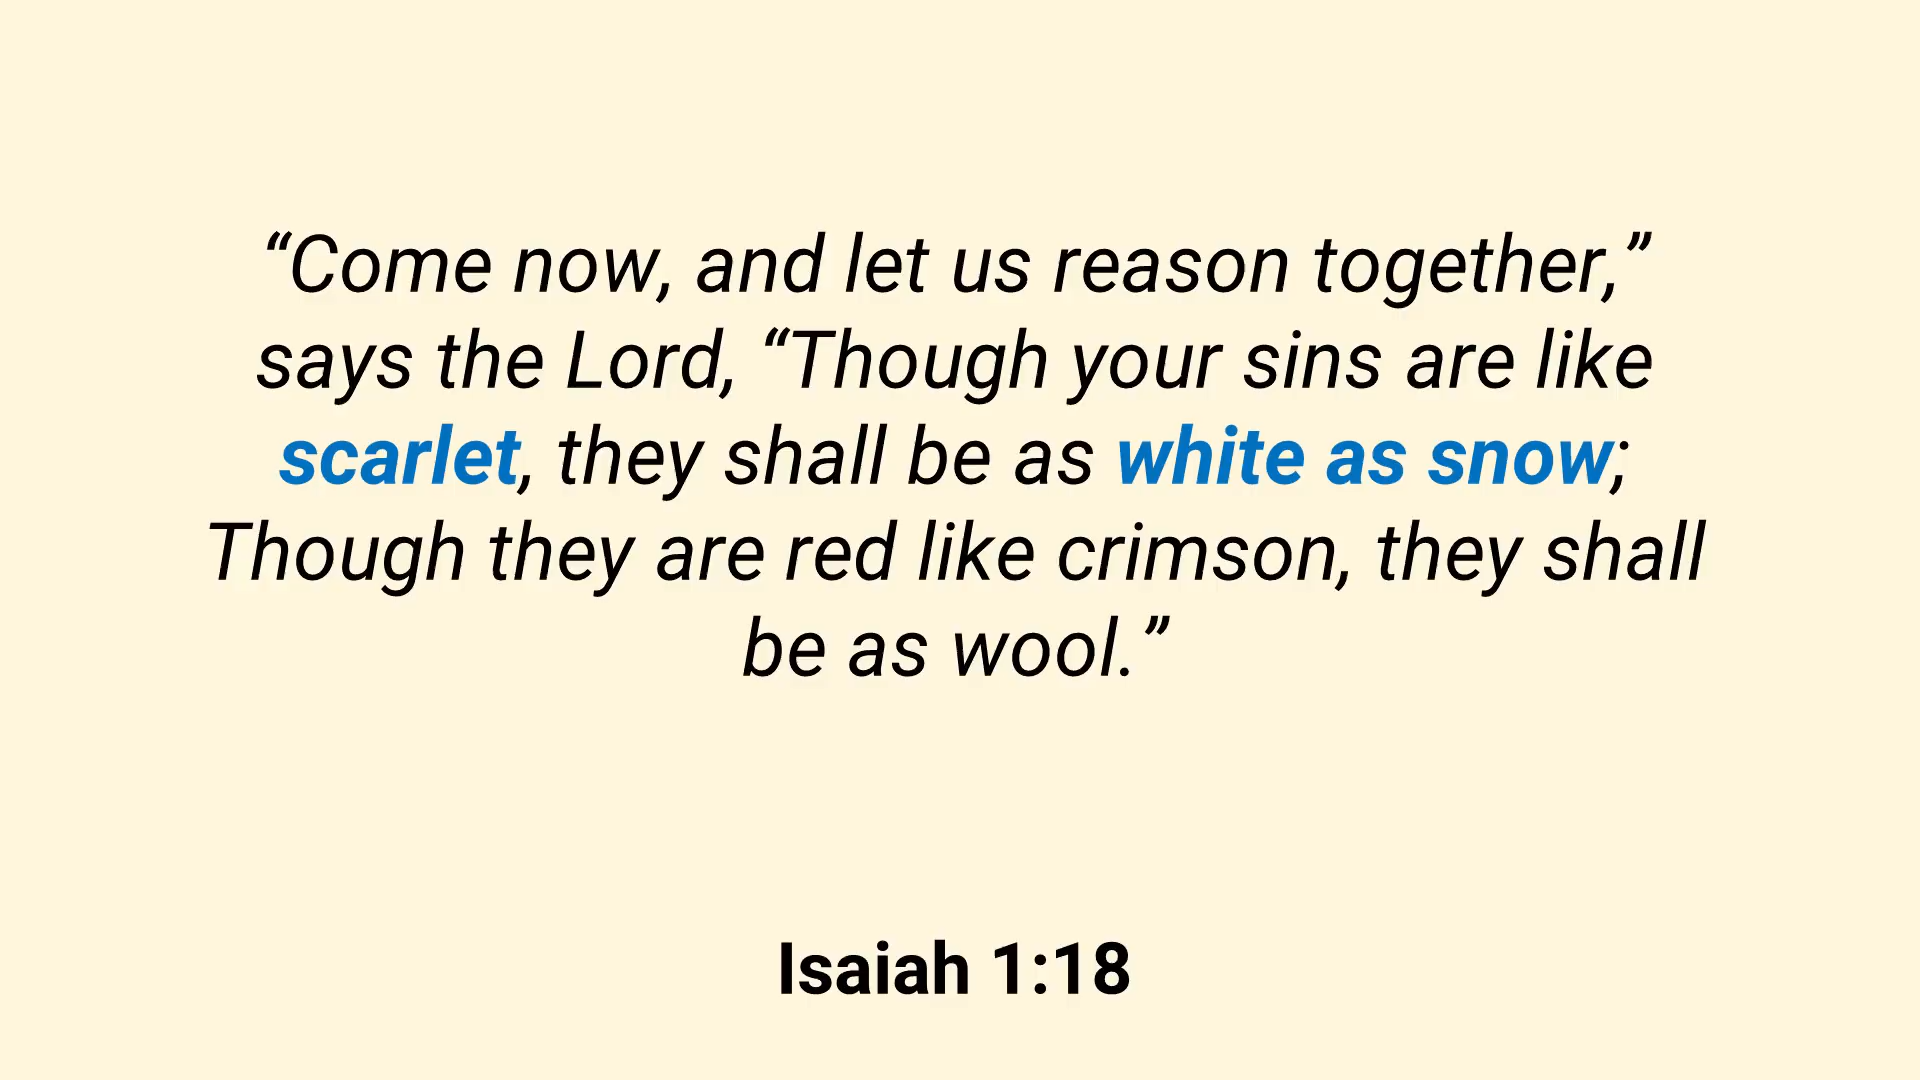 “Come now, and let us reason together,”
says the Lord, “Though your sins are like
scarlet, they shall be as white as snow;
Though they are red like crimson, they shall
be as wool.”
Isaiah 1:18